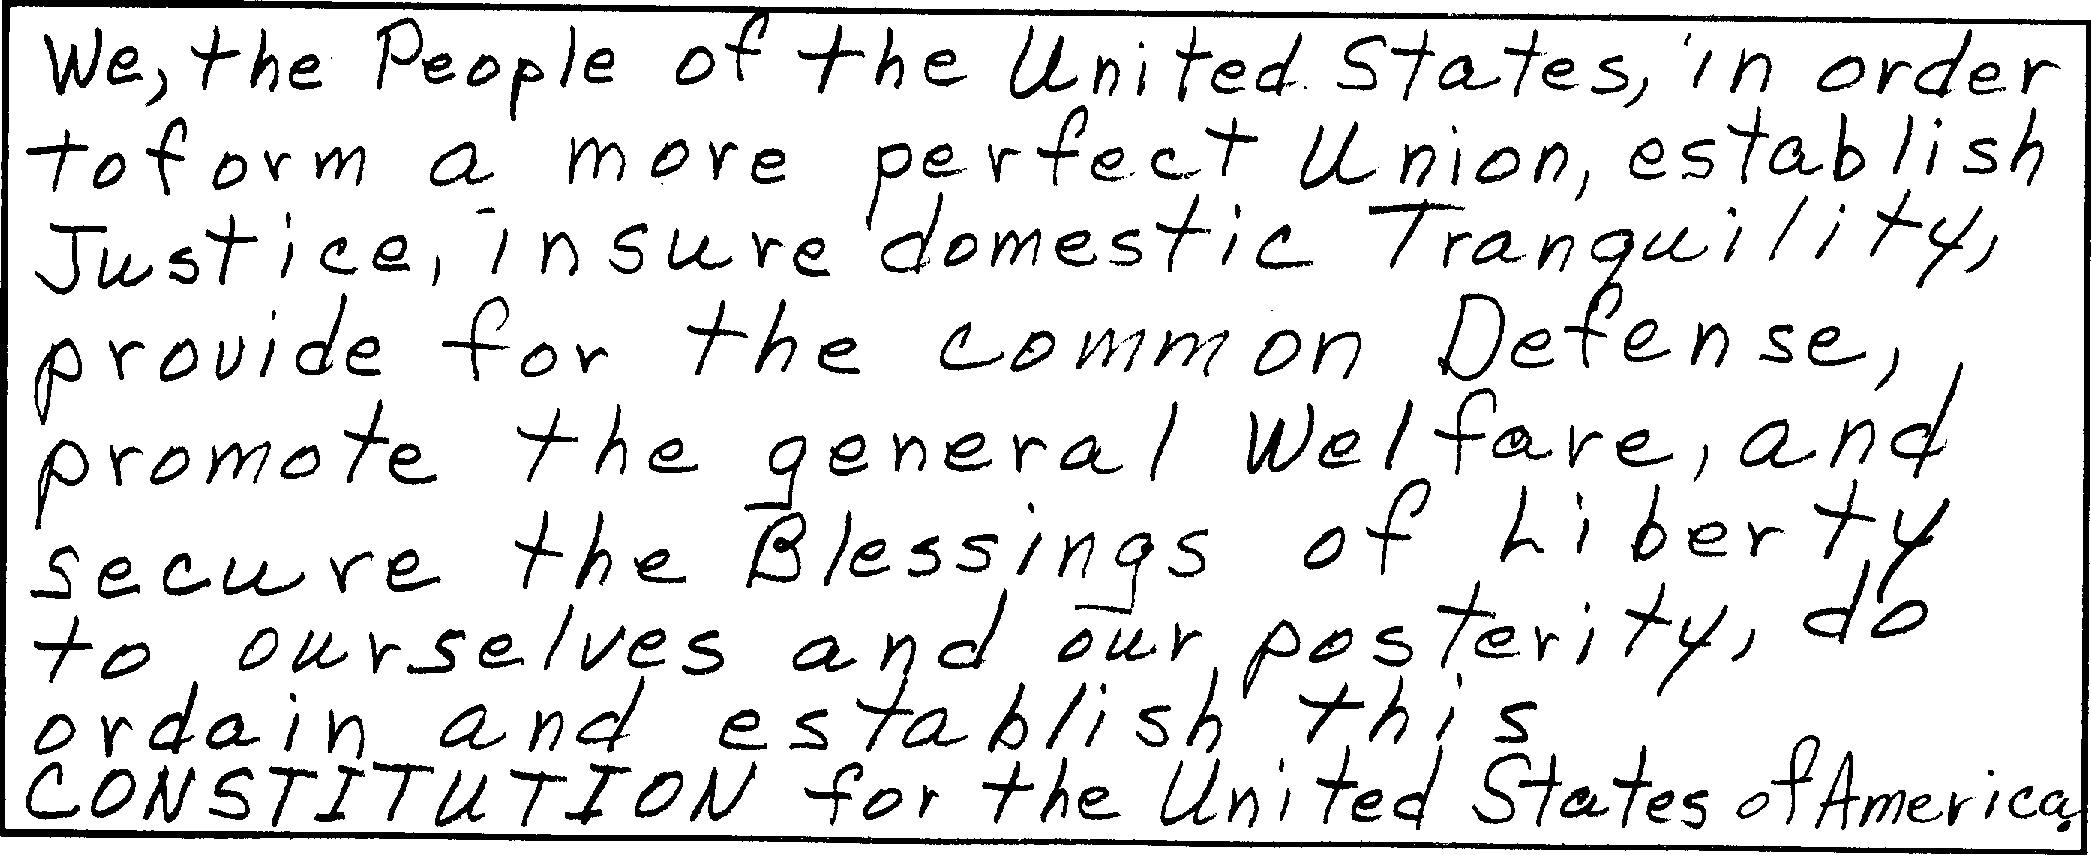 We, the People of the United States, in order
to form a more perfect Union, establish
Justice, insure domestic Tranquility,
provide for the common Defense,
promote the general Welfare, and
secure the Blessings of Liberty
to ourselves and our posterity, do
ordain and establish this
CONSTITUTION for the United States of America.